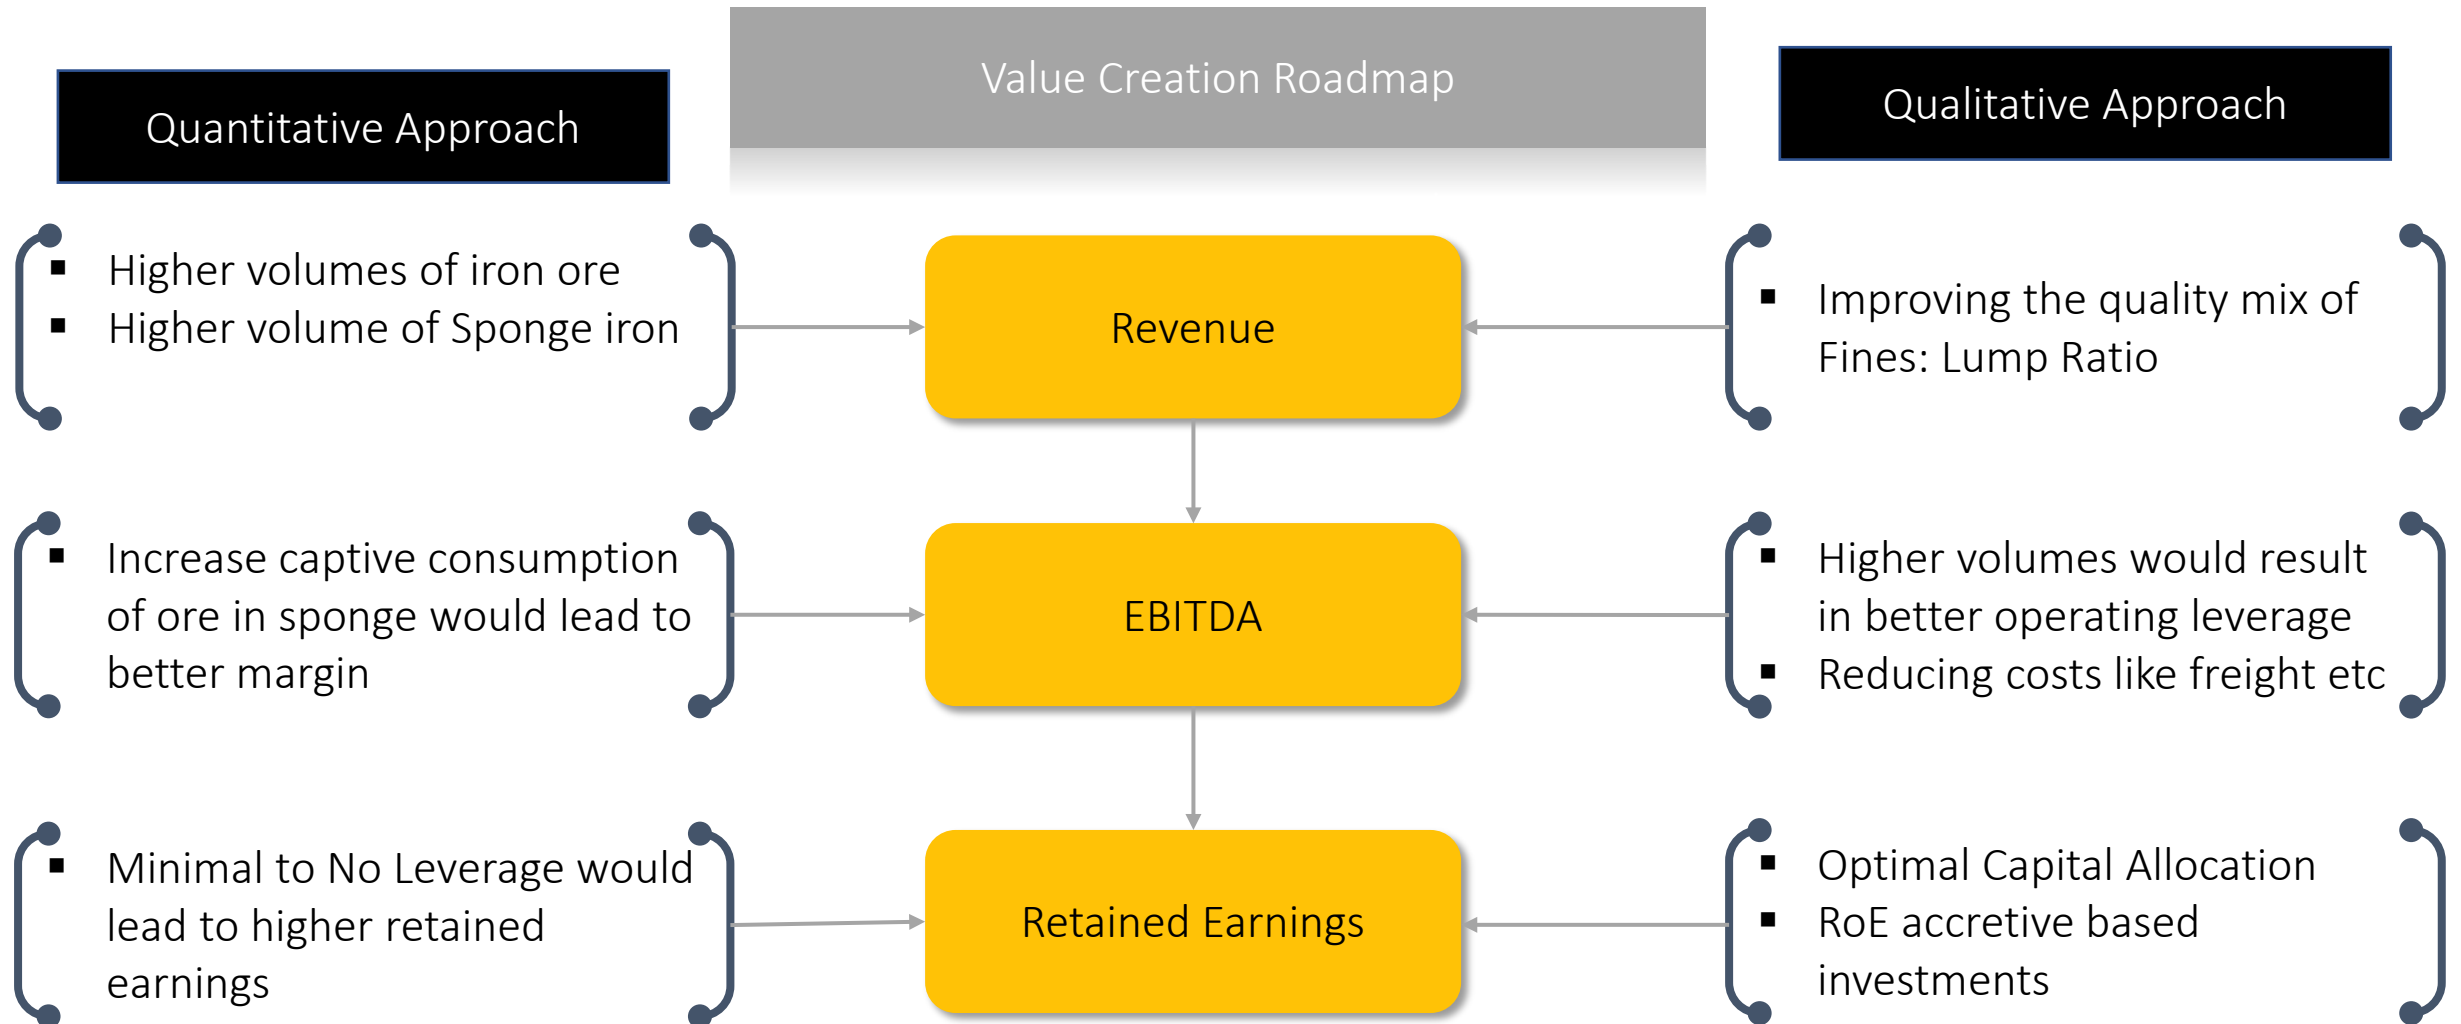 Value Creation Roadmap
Quantitative Approach
Qualitative Approach
▪ Higher volumes of iron ore
▪ Higher volume of Sponge iron
Revenue
▪ Improving the quality mix of
Fines: Lump Ratio
▪ Increase captive consumption
of ore in sponge would lead to
better margin
EBITDA
▪ Higher volumes would result
in better operating leverage
▪ Reducing costs like freight etc
▪ Minimal to No Leverage would
lead to higher retained
earnings
Retained Earnings
▪ Optimal Capital Allocation
▪ RoE accretive based
investments